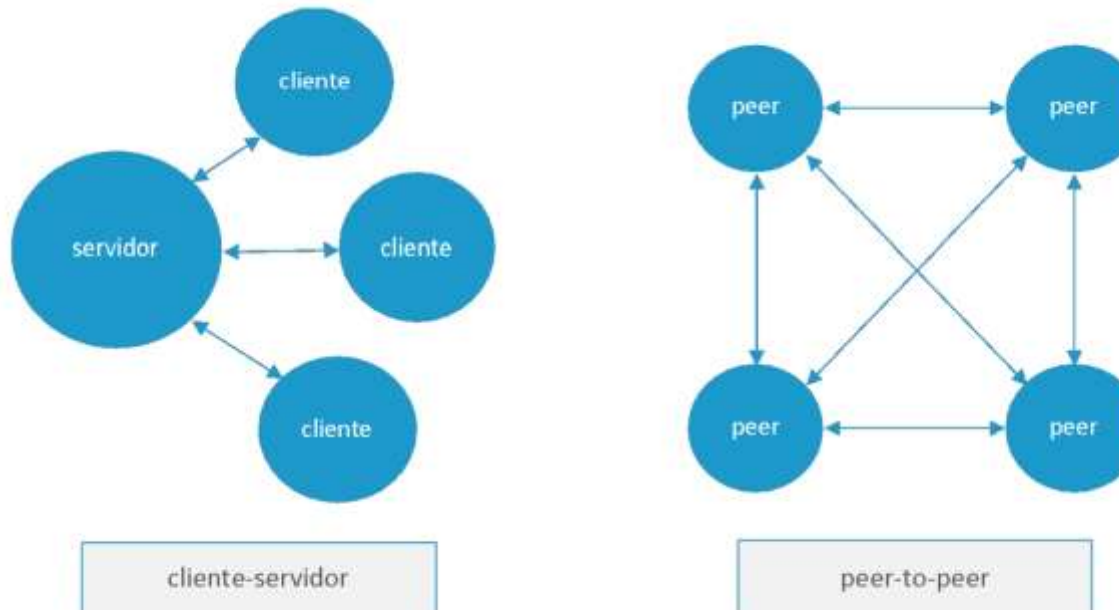 cliente
servidor
cliente
cliente
cliente-servidor
peer
peer
peer
peer
peer-to-peer